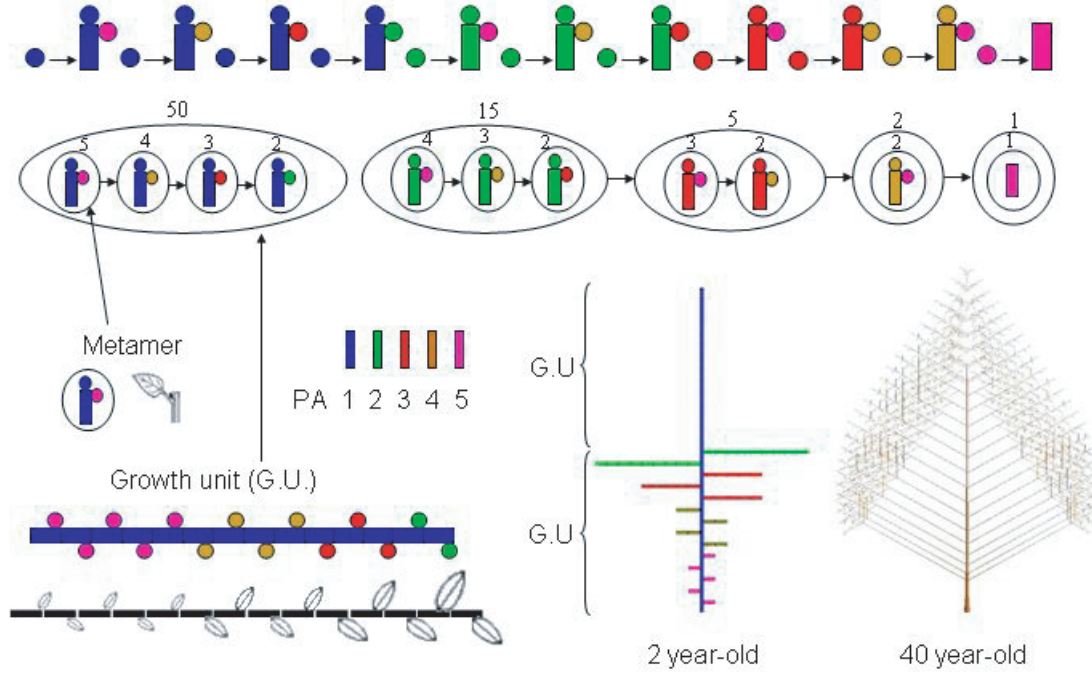 50 15 5 2 1
5 4 3 2 4 3 2 3 2 2 1
Metamer
PA 1 2 3 4 5
Growth unit (G.U.)
G.U
G.U
2 year-old 40 year-old